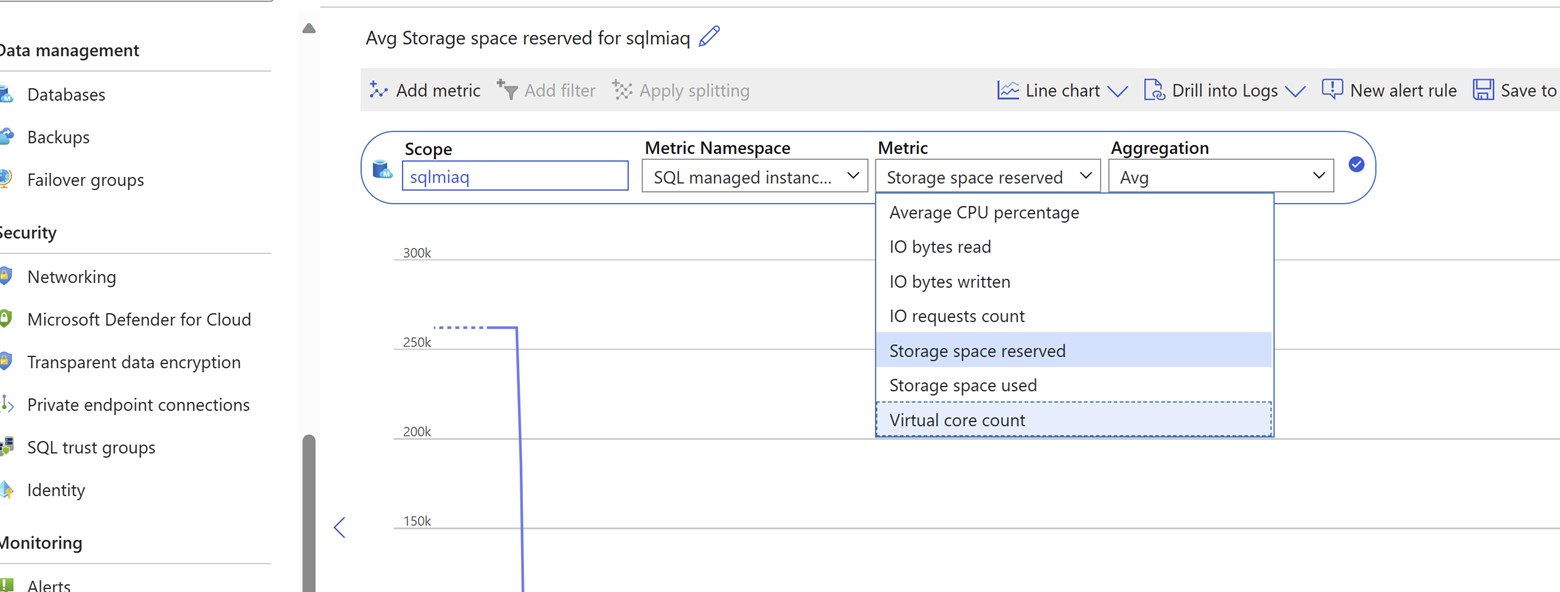 Data management
Databases
Backups
Failover groups
Security
Networking
Microsoft Defender for Cloud
Transparent data encryption
Private endpoint connections
SQL trust groups
Identity
Monitoring
Alerts
Avg Storage space reserved for sqlmiaq
Add metric Add filter Apply splitting Line chart Drill into Logs New alert rule Save to
Scope Metric Namespace Metric Aggregation
sqlmiaq SQL managed instanc... Storage space reserved Avg
Average CPU percentage
IO bytes read
IO bytes written
IO requests count
Storage space reserved
Storage space used
Virtual core count
300k
250k
200k
150k